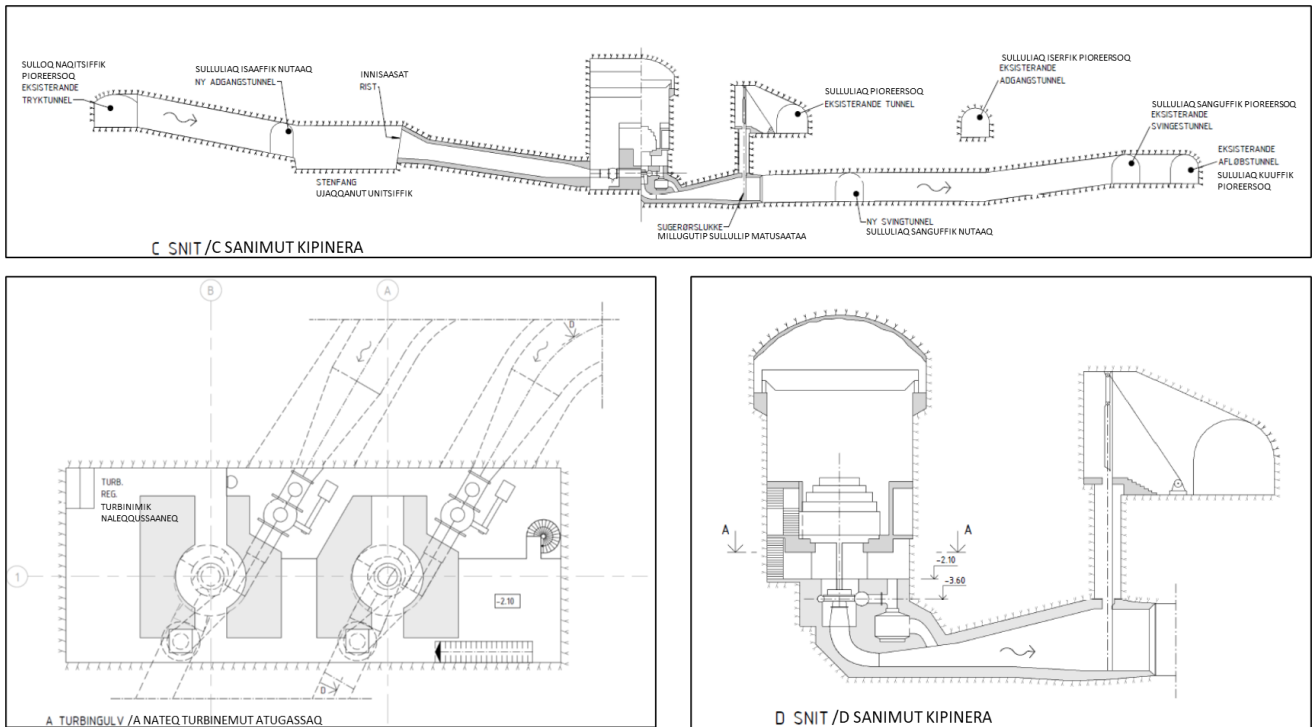 SULLOQ NAQITSIFFIK
PIOREERSOQ
EKSISTERANDE
TRYKTUNNEL
SULLULIAQ ISAAFFIK NUTAAQ
NY ADGANGSTUNNEL
INNISAASAT
RIST
STENFANG
UJAQQANUT UNITSIFFIK
SULLULIAQ PIOREERSOQ
EKSISTERANDE TUNNEL
SULLULIAQ ISERFIK PIOREERSOQ
EKSISTERANDE
ADGANGSTUNNEL
SULLULIAQ SANGUFFIK PIOREERSOQ
EKSISTERANDE
SVINGESTUNNEL
EKSISTERANDE
AFLØBSTUNNEL
SULULIAQ KUUFFIK
PIOREERSOQ
SUGERØRSLUKKE
MILLUGUTIP SULLULLIP MATUSAATAA
NY SVINGTUNNEL
SULLULIAQ SANGUFFIK NUTAAQ
C SNIT /C SANIMUT KIPINERA
B
A
D
TURB.
REG.
TURBINIMIK
NALEQQUSSAANEQ
1
-2.10
D
A TURBINGULV /A NATEQ TURBINEMUT ATUGASSAQ
A
A
-2.10
-3.60
D SNIT /D SANIMUT KIPINERA